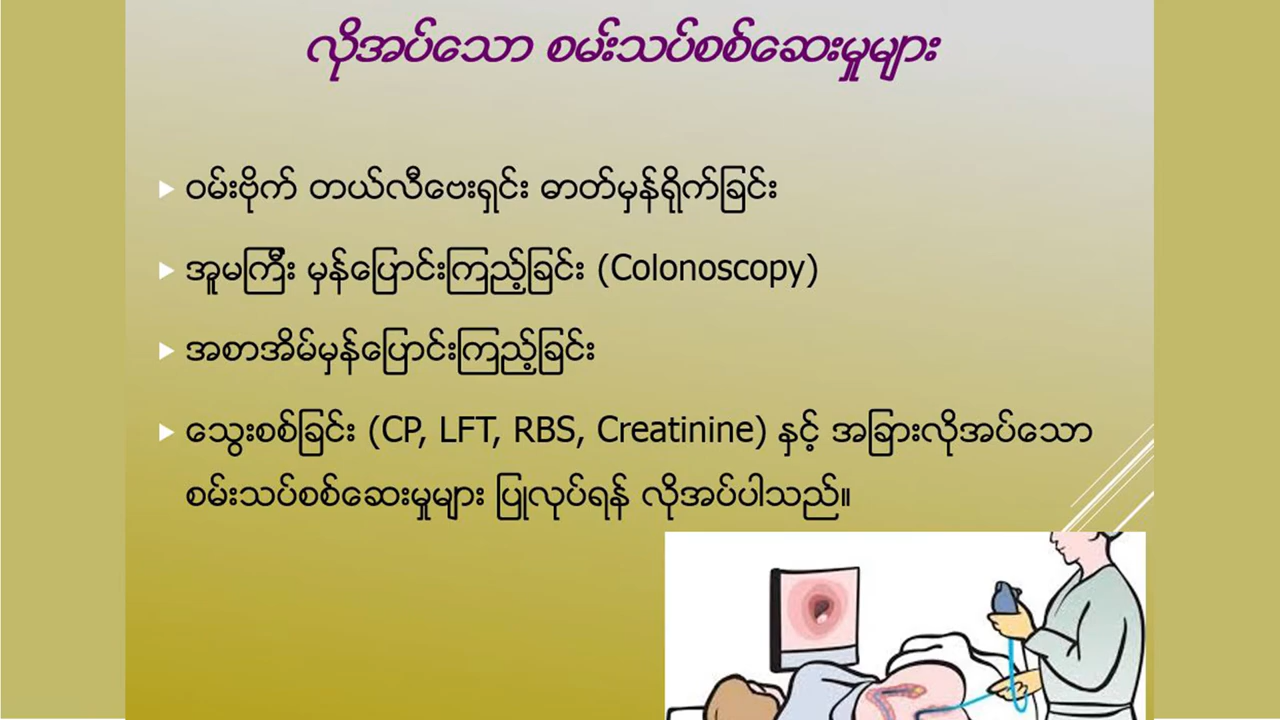 လိုအပ်သော စမ်းသပ်စစ်ဆေးမှုများ
ဝမ်းဗိုက် တယ်လီဗေးရှင်း ဓာတ်မှန်ရိုက်ခြင်း
အူမကြီး မှန်ပြောင်းကြည့်ခြင်း (Colonoscopy)
အစာအိမ်မှန်ပြောင်းကြည့်ခြင်း
သွေးစစ်ခြင်း (CP, LFT, RBS, Creatinine) နှင့် အခြားလိုအပ်သော
စမ်းသပ်စစ်ဆေးမှုများ ပြုလုပ်ရန် လိုအပ်ပါသည်။